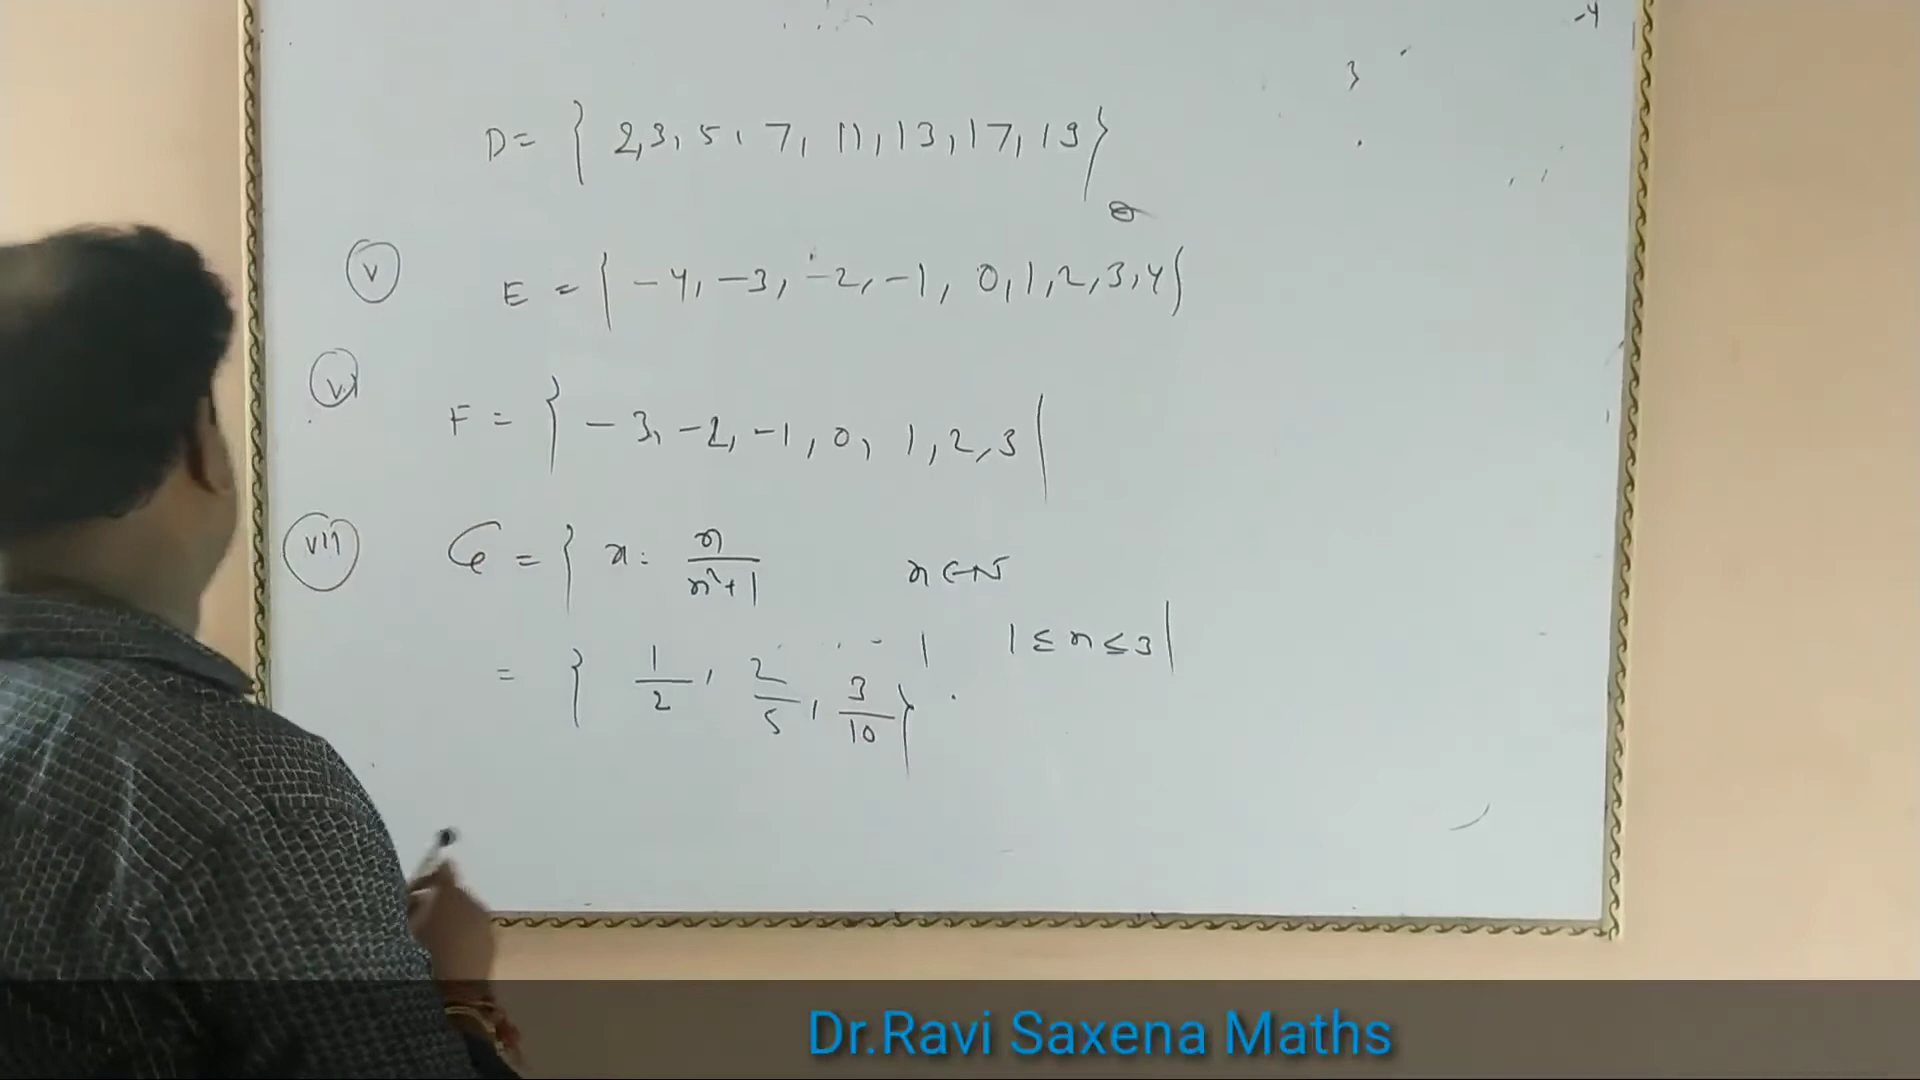 -4
3
D = { 2, 3, 5, 7, 11, 13, 17, 19 }
(v) E = { -4, -3, -2, -1, 0, 1, 2, 3, 4 }
(vi) F = { -3, -2, -1, 0, 1, 2, 3 }
(vii) G = { x : n/(n²+1) n ∈ N
1 ≤ n ≤ 3 }
= { 1/2, 2/5, 3/10 }
Dr.Ravi Saxena Maths